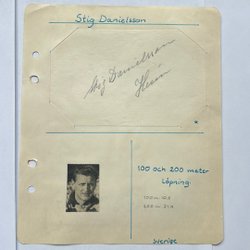 Stig Danielsson
Stig Danielsson
100 och 200 meter
Löpning.
Sverige